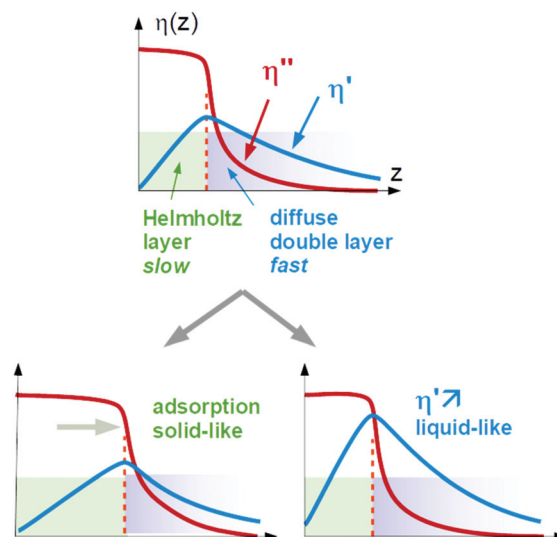 η(z)
η''
η'
z
Helmholtz
layer
slow
diffuse
double layer
fast
adsorption
solid-like
η'↗
liquid-like